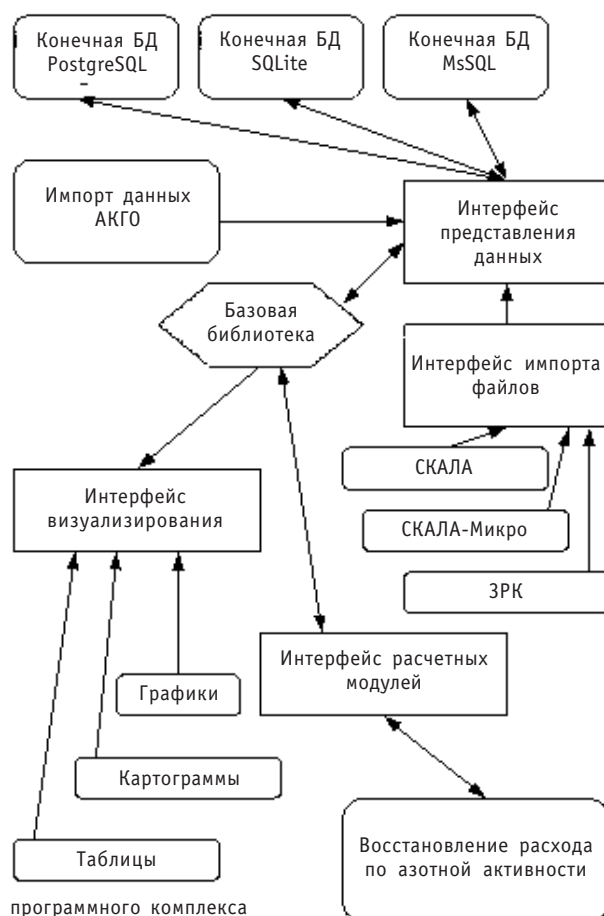 Конечная БД
PostgreSQL
Конечная БД
SQLite
Конечная БД
MsSQL
Импорт данных
АКГО
Интерфейс
представления
данных
Базовая
библиотека
Интерфейс импорта
файлов
СКАЛА
СКАЛА-Микро
ЗРК
Интерфейс
визуализирования
Интерфейс расчетных
модулей
Графики
Картограммы
Таблицы
Восстановление расхода
по азотной активности
программного комплекса